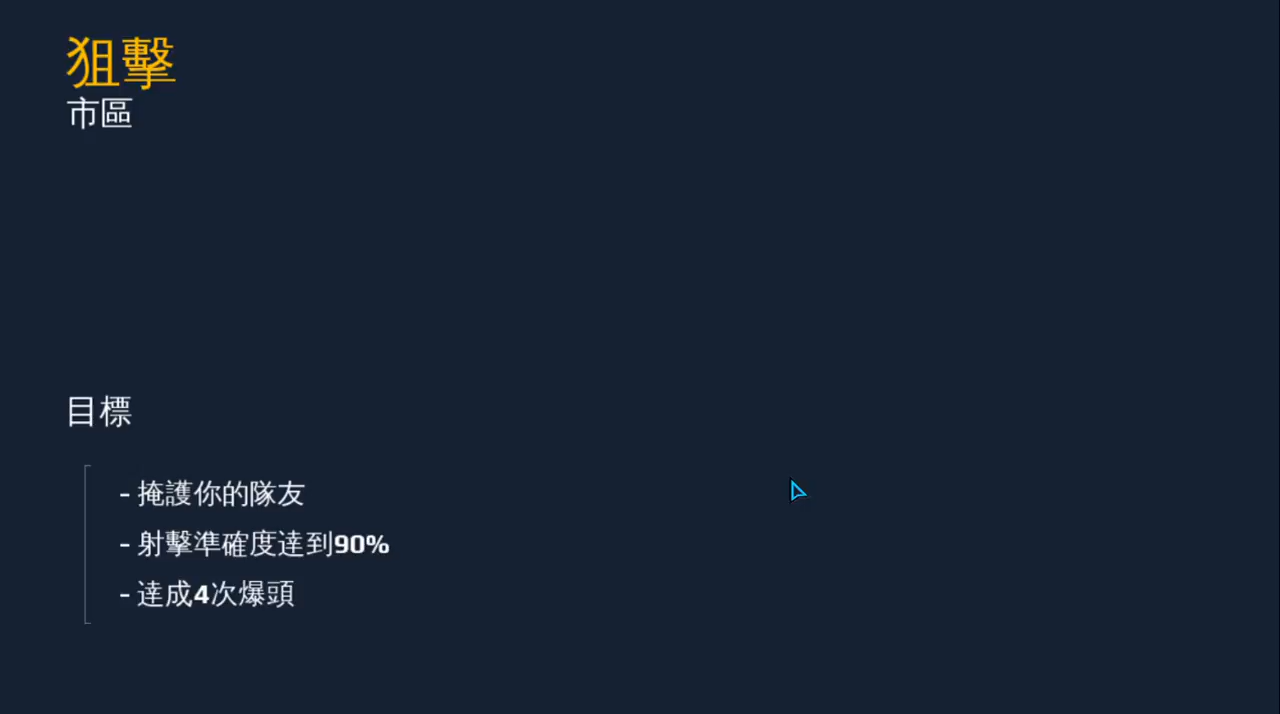 狙擊
市區
目標
- 掩護你的隊友
- 射擊準確度達到90%
- 達成4次爆頭